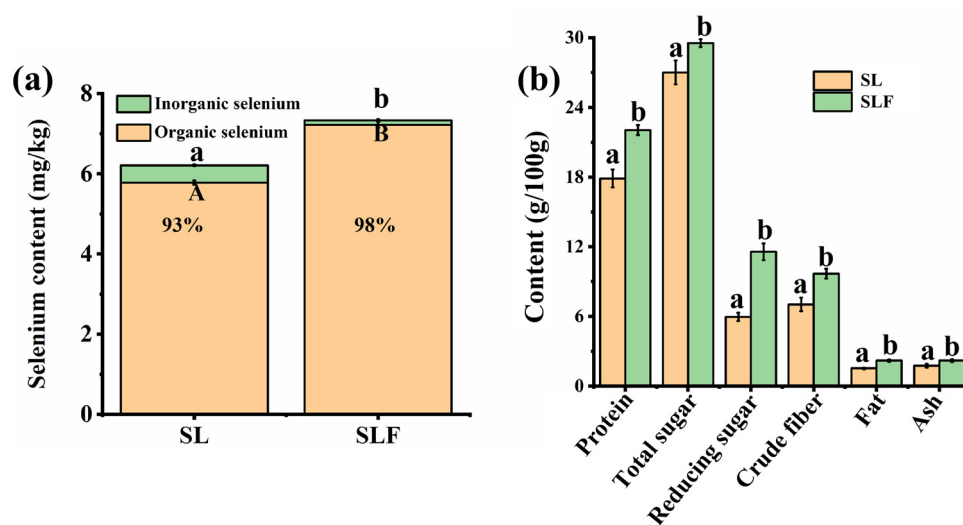 (a)
Inorganic selenium
Organic selenium
Selenium content (mg/kg)
8
6
4
2
0
a
A
93%
b
B
98%
SL
SLF
(b)
SL
SLF
Content (g/100g)
30
24
18
12
6
0
a
b
a
b
a
b
a
b
a
b
a
b
Protein
Total sugar
Reducing sugar
Crude fiber
Fat
Ash